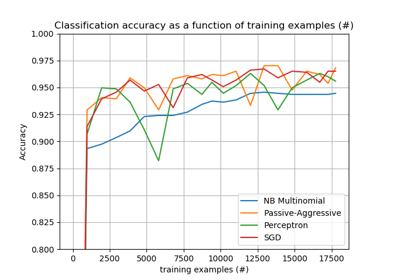 Classification accuracy as a function of training examples (#)
1.000
0.975
0.950
0.925
0.900
0.875
0.850
0.825
0.800
Accuracy
NB Multinomial
Passive-Aggressive
Perceptron
SGD
0 2500 5000 7500 10000 12500 15000 17500
training examples (#)